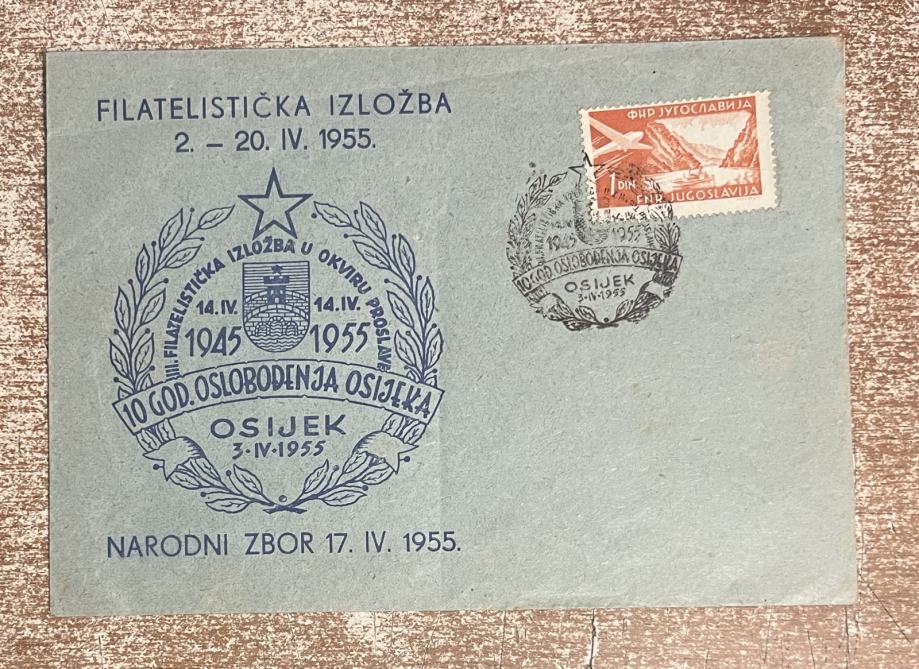 FILATELISTIČKA IZLOŽBA
2. – 20. IV. 1955.
III. FILATELISTIČKA IZLOŽBA U OKVIRU PROSLAVE
14.IV. 14.IV.
1945 1955
10 GOD. OSLOBOĐENJA OSIJEKA
OSIJEK
3·IV·1955
NARODNI ZBOR 17. IV. 1955.
ФНР ЈУГОСЛАВИЈА
1 DIN
FNR JUGOSLAVIJA
1945 1955
10 GOD. OSLOBOĐENJA OSIJEKA
OSIJEK
3·IV·1955